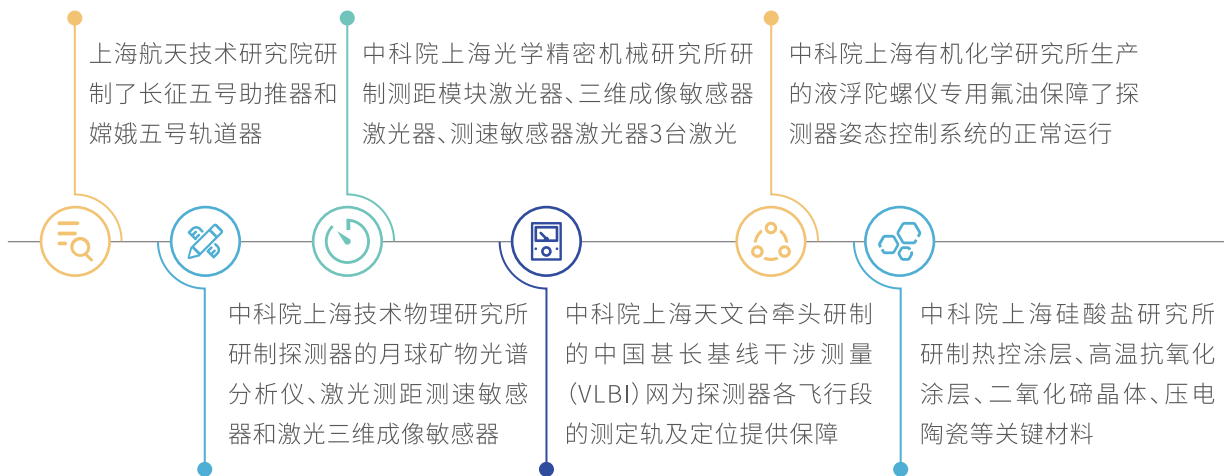 上海航天技术研究院研
制了长征五号助推器和
嫦娥五号轨道器
中科院上海技术物理研究所
研制探测器的月球矿物光谱
分析仪、激光测距测速敏感
器和激光三维成像敏感器
中科院上海光学精密机械研究所研
制测距模块激光器、三维成像敏感器
激光器、测速敏感器激光器3台激光
中科院上海天文台牵头研制
的中国甚长基线干涉测量
(VLBI)网为探测器各飞行段
的测定轨及定位提供保障
中科院上海有机化学研究所生产
的液浮陀螺仪专用氟油保障了探
测器姿态控制系统的正常运行
中科院上海硅酸盐研究所
研制热控涂层、高温抗氧化
涂层、二氧化碲晶体、压电
陶瓷等关键材料